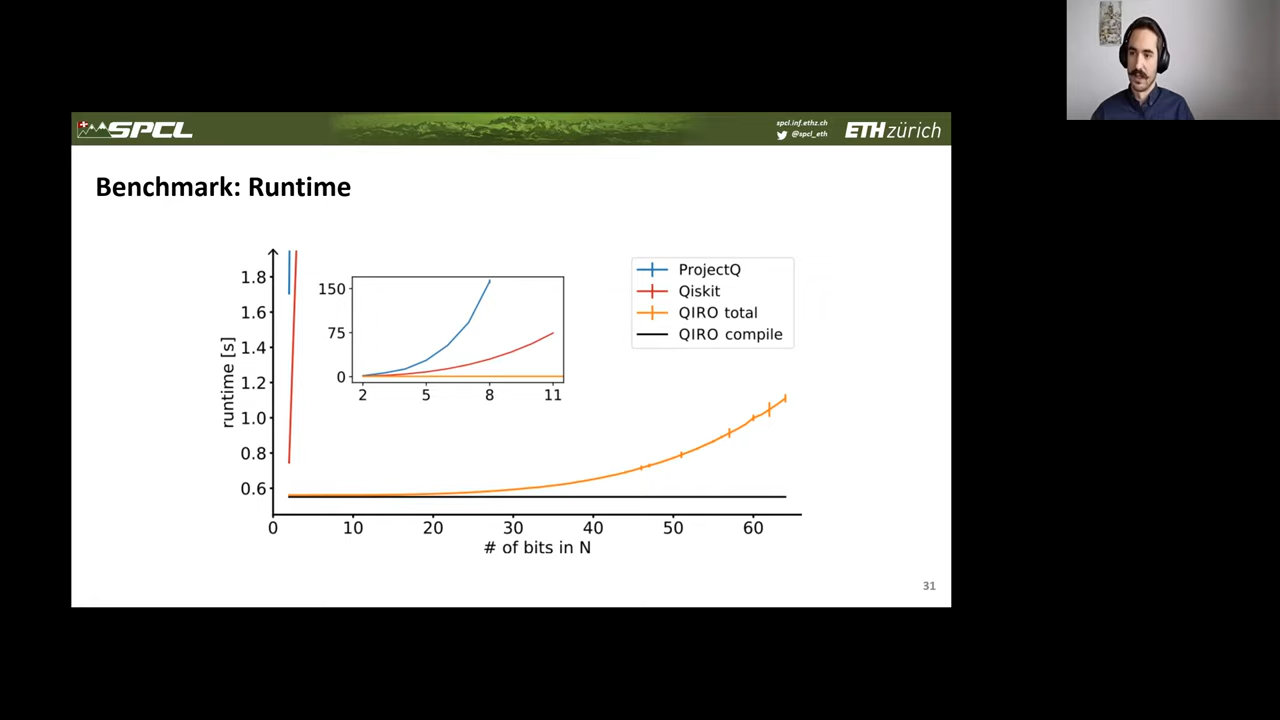 SPCL
spcl.inf.ethz.ch
@spcl_eth
ETH zürich
Benchmark: Runtime
runtime [s]
1.8
1.6
1.4
1.2
1.0
0.8
0.6
150
75
0
2 5 8 11
ProjectQ
Qiskit
QIRO total
QIRO compile
0 10 20 30 40 50 60
# of bits in N
31